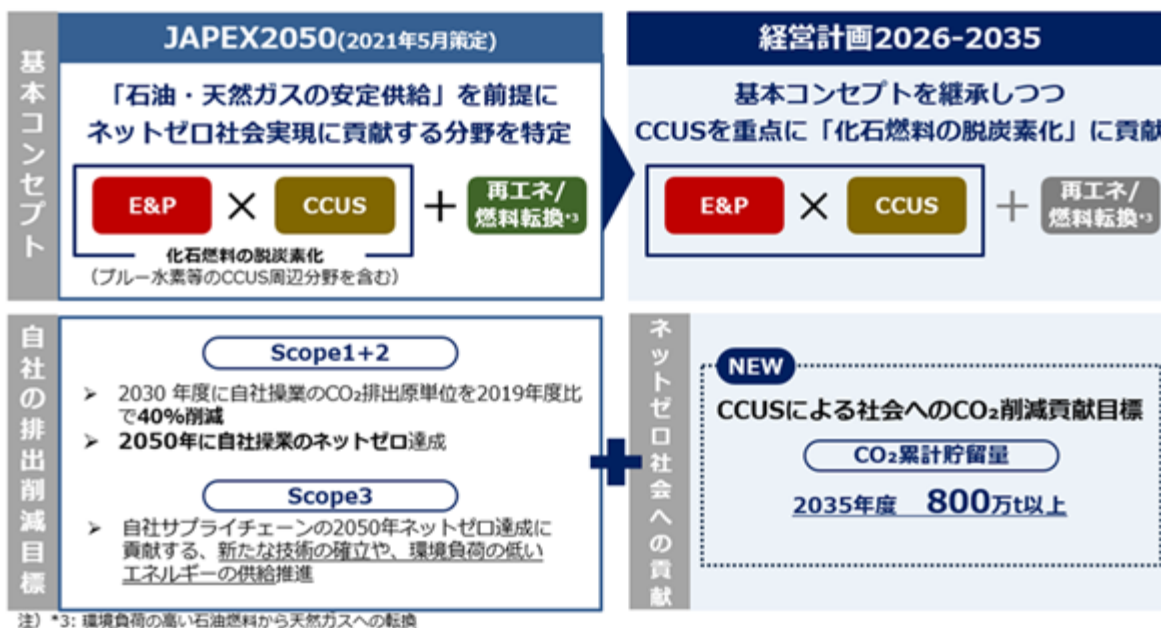 基本コンセプト
JAPEX2050(2021年5月策定)
「石油・天然ガスの安定供給」を前提に
ネットゼロ社会実現に貢献する分野を特定
E&P
×
CCUS
+
再エネ/
燃料転換*3
化石燃料の脱炭素化
(ブルー水素等のCCUS周辺分野を含む)
経営計画2026-2035
基本コンセプトを継承しつつ
CCUSを重点に「化石燃料の脱炭素化」に貢献
E&P
×
CCUS
+
再エネ/
燃料転換*3
自社の排出削減目標
Scope1+2
➤ 2030 年度に自社操業のCO₂排出原単位を2019年度比
で40%削減
➤ 2050年に自社操業のネットゼロ達成
Scope3
➤ 自社サプライチェーンの2050年ネットゼロ達成に
貢献する、新たな技術の確立や、環境負荷の低い
エネルギーの供給推進
+
ネットゼロ社会への貢献
NEW
CCUSによる社会へのCO₂削減貢献目標
CO₂累計貯留量
2035年度 800万t以上
注) *3: 環境負荷の高い石油燃料から天然ガスへの転換